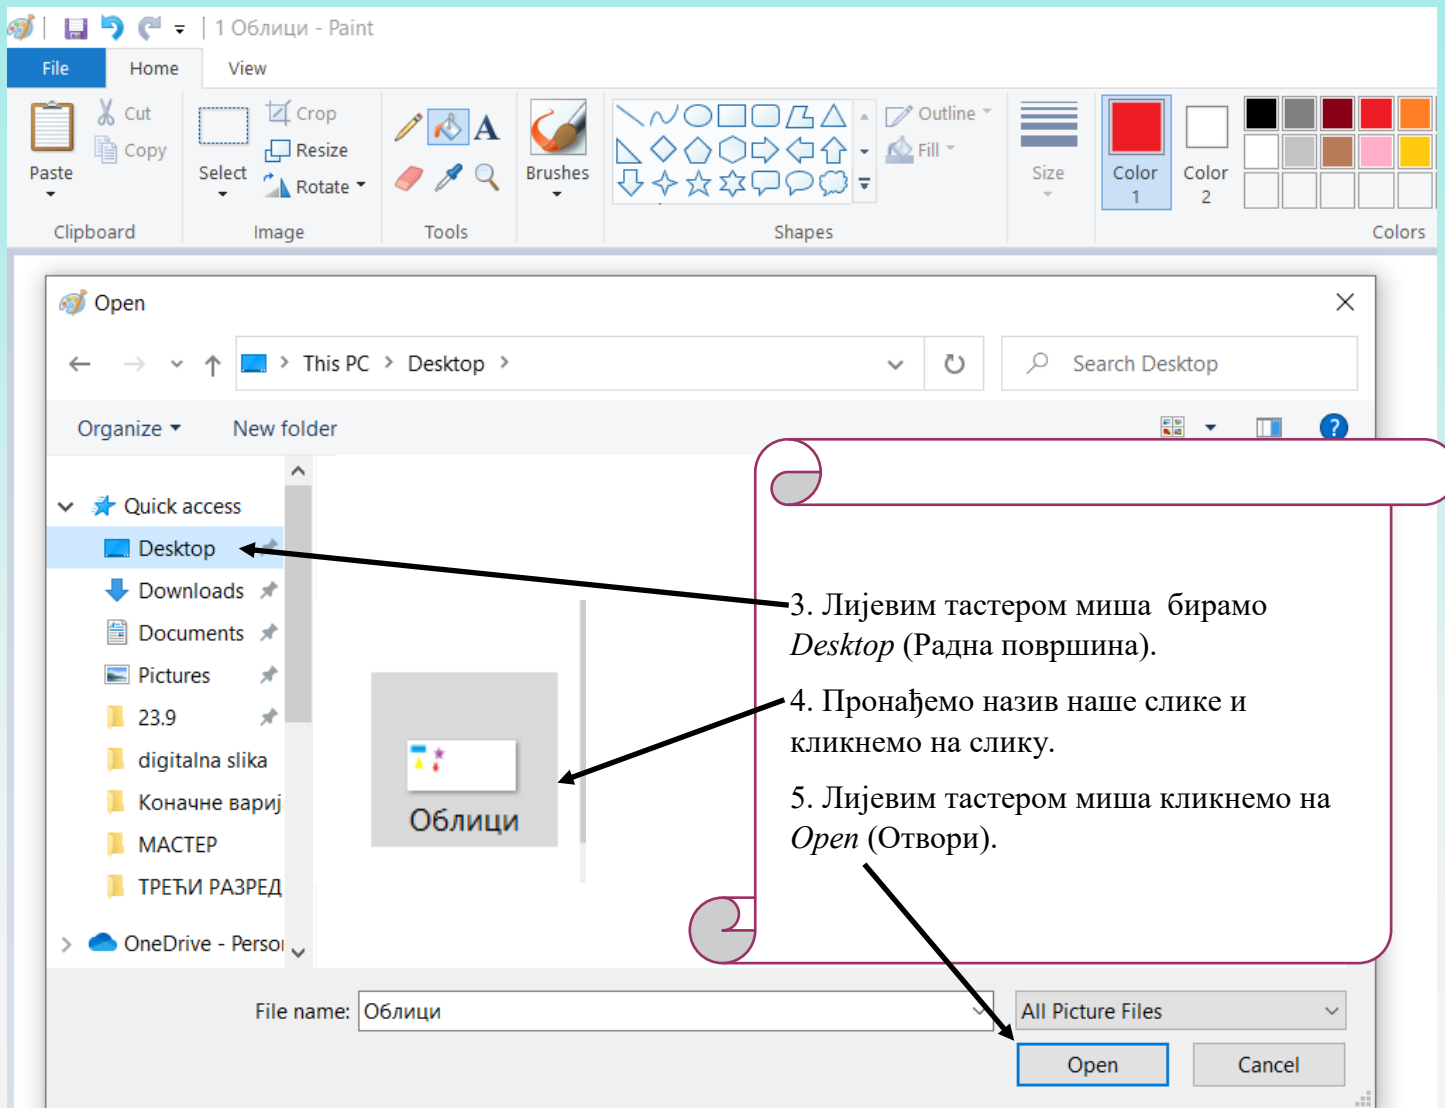 1 Облици - Paint
File Home View
Paste
Cut
Copy
Clipboard
Select
Crop
Resize
Rotate
Image
A
Tools
Brushes
Outline
Fill
Shapes
Size
Color 1
Color 2
Colors
Open
This PC > Desktop >
Search Desktop
Organize New folder
?
Quick access
Desktop
Downloads
Documents
Pictures
23.9
digitalna slika
Коначне вариј
МАСТЕР
ТРЕЋИ РАЗРЕД
OneDrive - Person
Облици
3. Лијевим тастером миша бирамо
Desktop (Радна површина).
4. Пронађемо назив наше слике и
кликнемо на слику.
5. Лијевим тастером миша кликнемо на
Open (Отвори).
File name: Облици
All Picture Files
Open Cancel